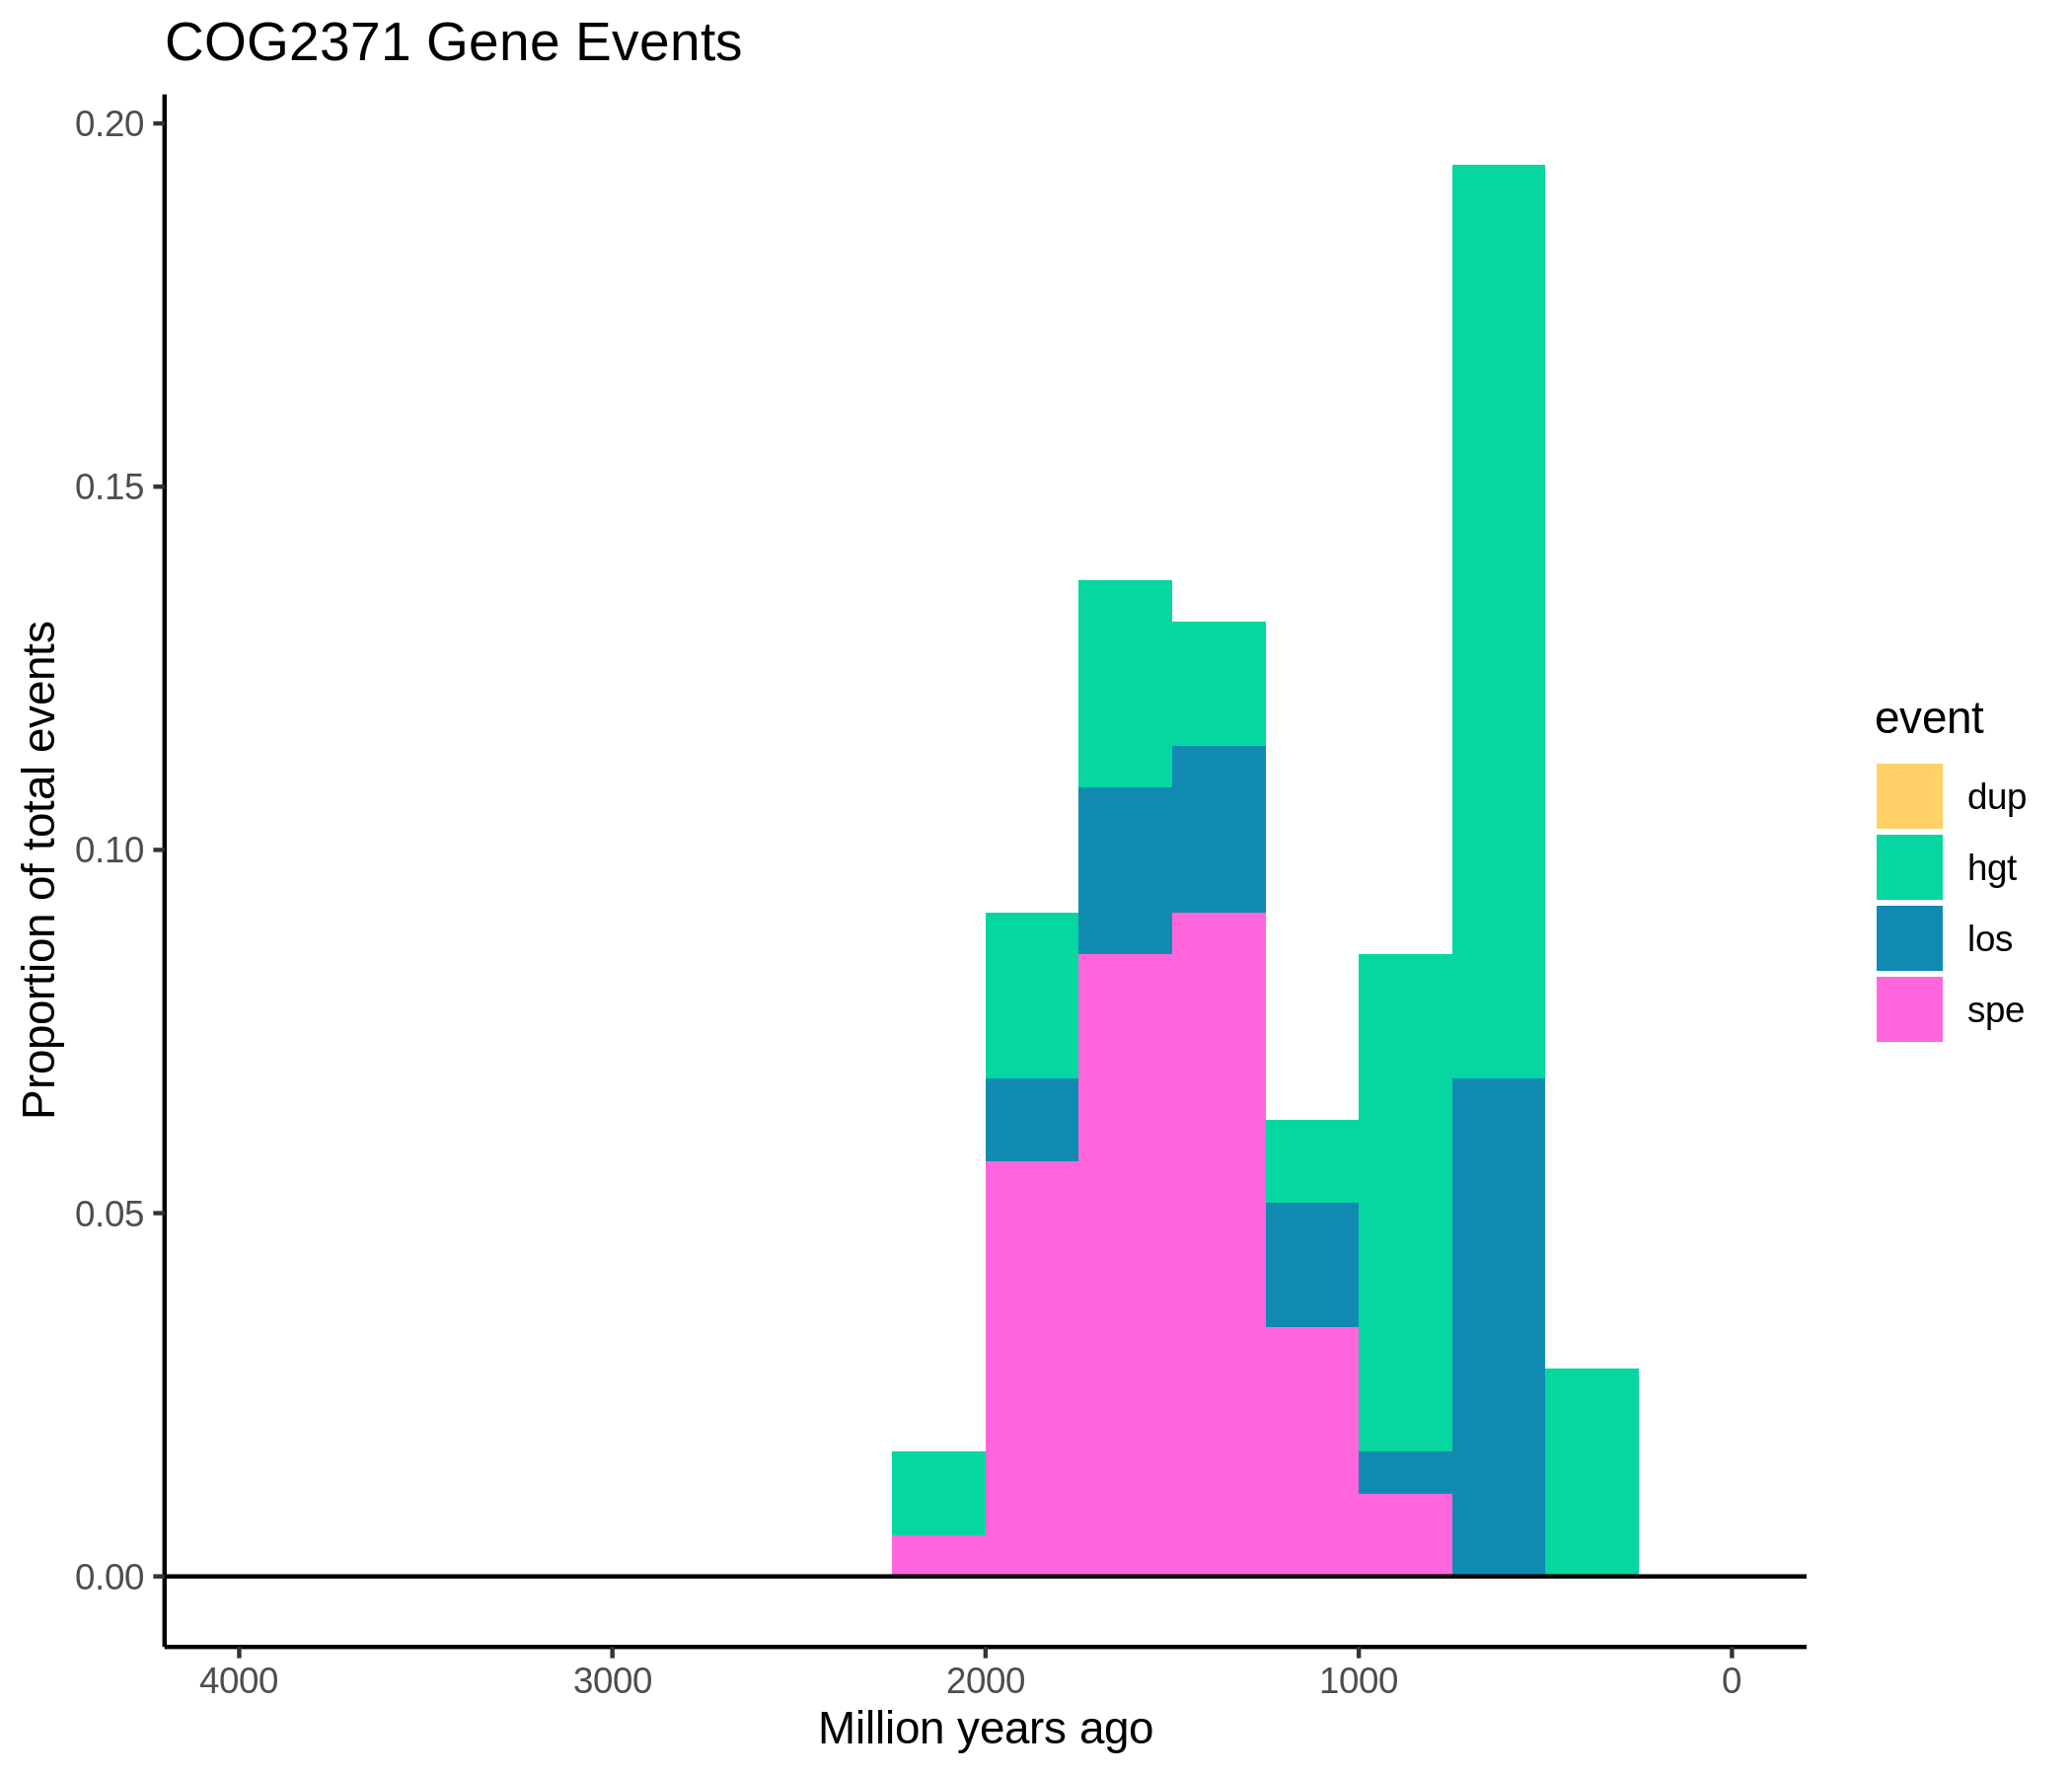 COG2371 Gene Events
Proportion of total events
0.20
0.15
0.10
0.05
0.00
4000 3000 2000 1000 0
Million years ago
event
dup
hgt
los
spe